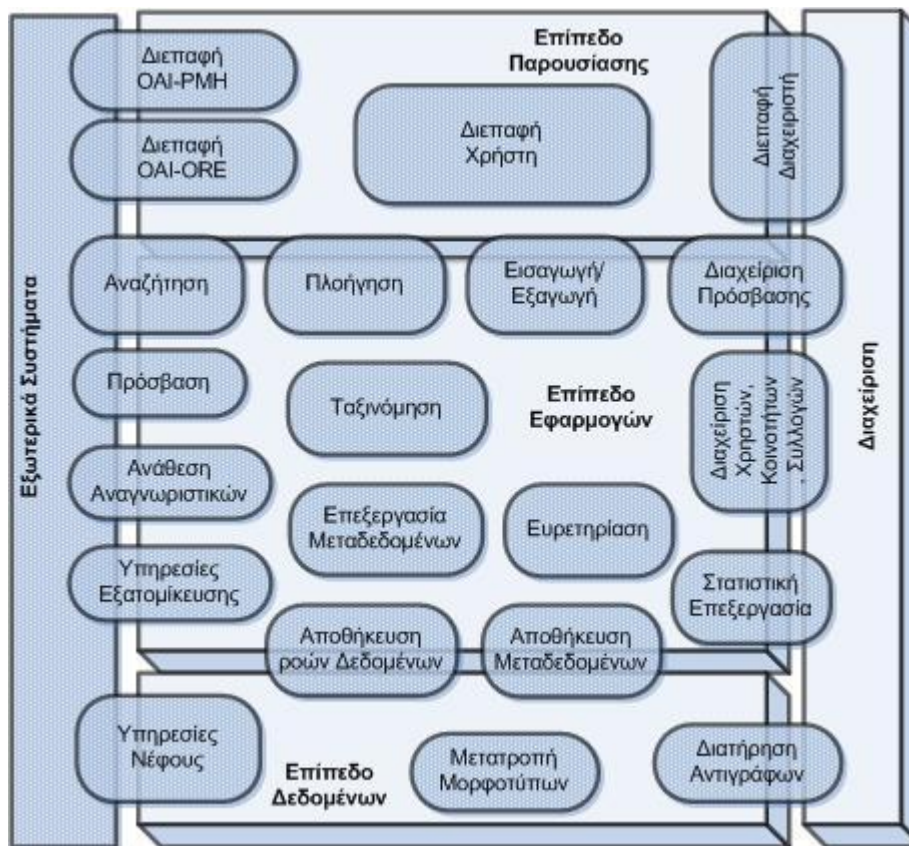 Εξωτερικά Συστήματα
Διεπαφή
OAI-PMH
Διεπαφή
OAI-ORE
Επίπεδο
Παρουσίασης
Διεπαφή
Χρήστη
Διεπαφή
Διαχειριστή
Αναζήτηση
Πλοήγηση
Εισαγωγή/
Εξαγωγή
Διαχείριση
Πρόσβασης
Πρόσβαση
Ταξινόμηση
Επίπεδο
Εφαρμογών
Διαχείριση
Χρηστών,
Κοινοτήτων
, Συλλογών
Ανάθεση
Αναγνωριστικών
Επεξεργασία
Μεταδεδομένων
Ευρετηρίαση
Υπηρεσίες
Εξατομίκευσης
Στατιστική
Επεξεργασία
Αποθήκευση
ροών Δεδομένων
Αποθήκευση
Μεταδεδομένων
Υπηρεσίες
Νέφους
Επίπεδο
Δεδομένων
Μετατροπή
Μορφοτύπων
Διατήρηση
Αντιγράφων
Διαχείριση